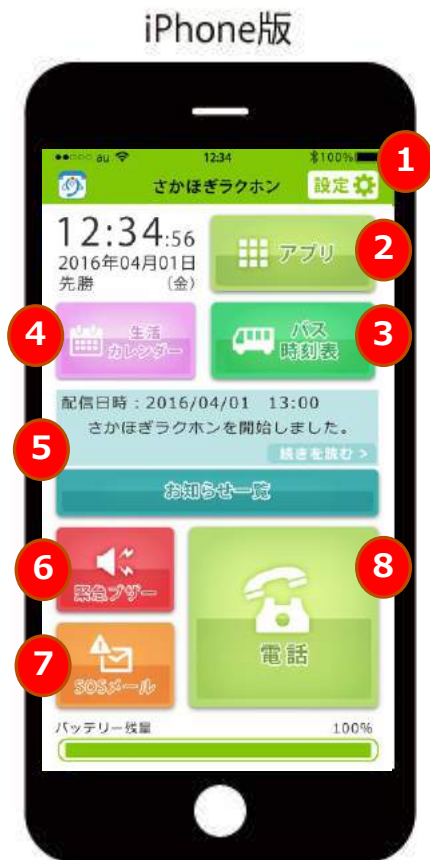 iPhone版
au 12:34 100%
1
さかほぎラクホン 設定
12:34:56
2016年04月01日
先勝 (金)
アプリ
2
4
生活
カレンダー
バス
時刻表
3
配信日時：2016/04/01 13:00
さかほぎラクホンを開始しました。
続きを読む >
5
お知らせ一覧
6
緊急ブザー
8
電話
7
SOSメール
バッテリー残量 100%